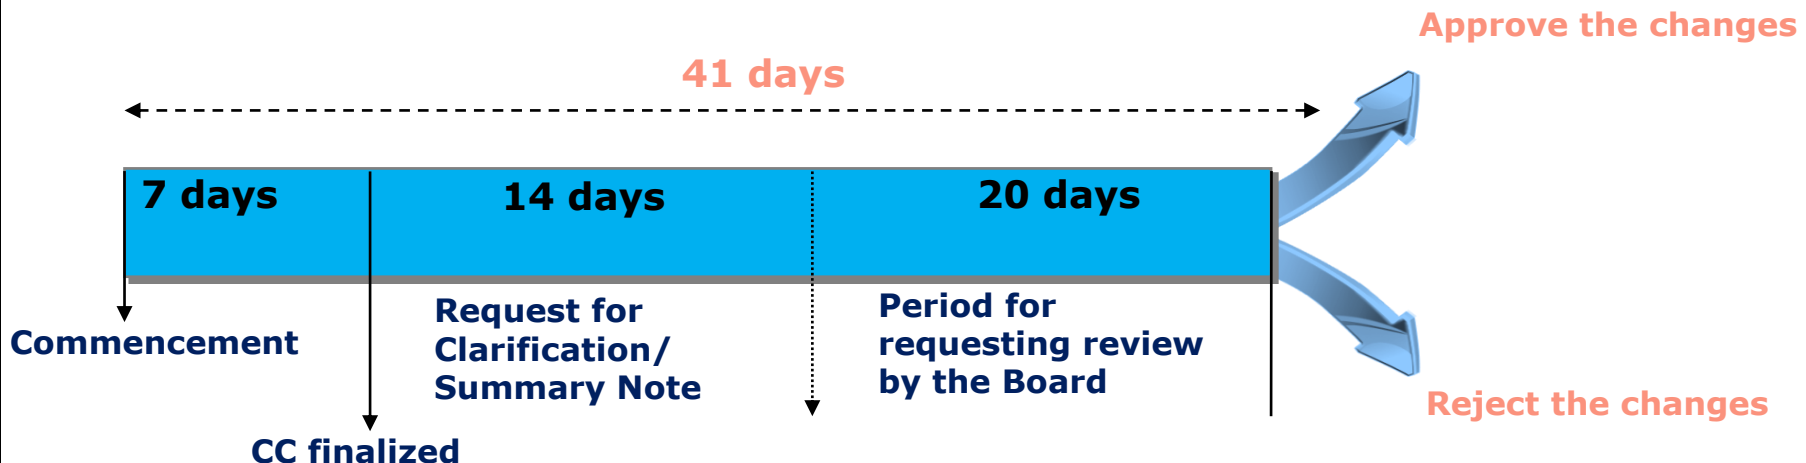 Approve the changes
41 days
7 days
14 days
20 days
Commencement
Request for
Clarification/
Summary Note
Period for
requesting review
by the Board
Reject the changes
CC finalized